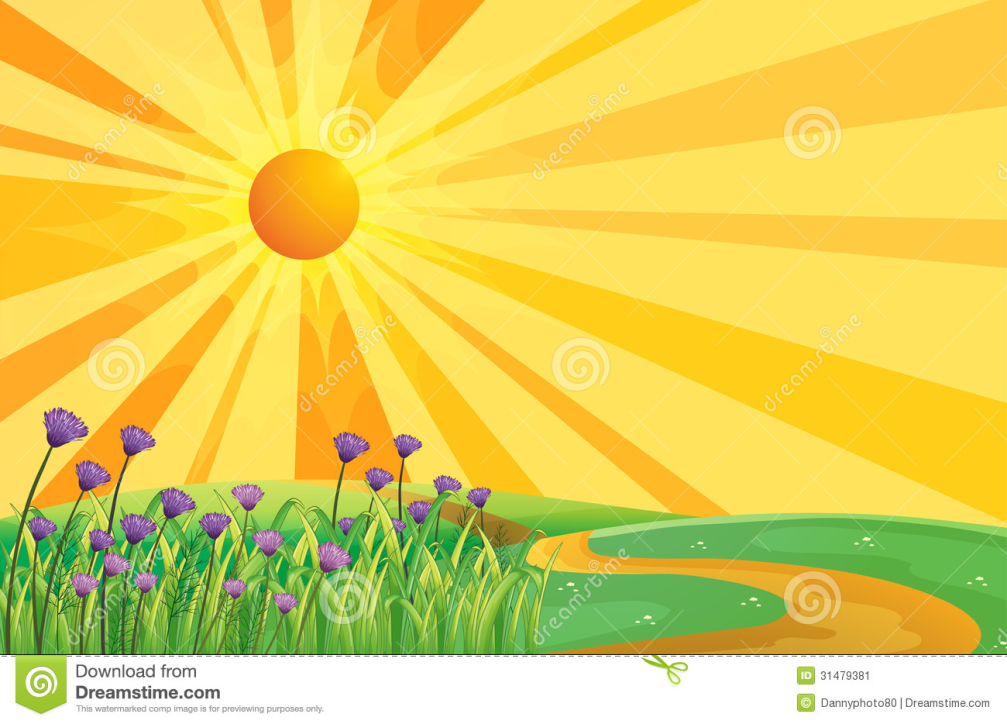 dreamstime
dreamstime
dreamstime
dreamstime
dreamstime
Download from
Dreamstime.com
This watermarked comp image is for previewing purposes only.
ID 31479381
© Dannyphoto80 | Dreamstime.com